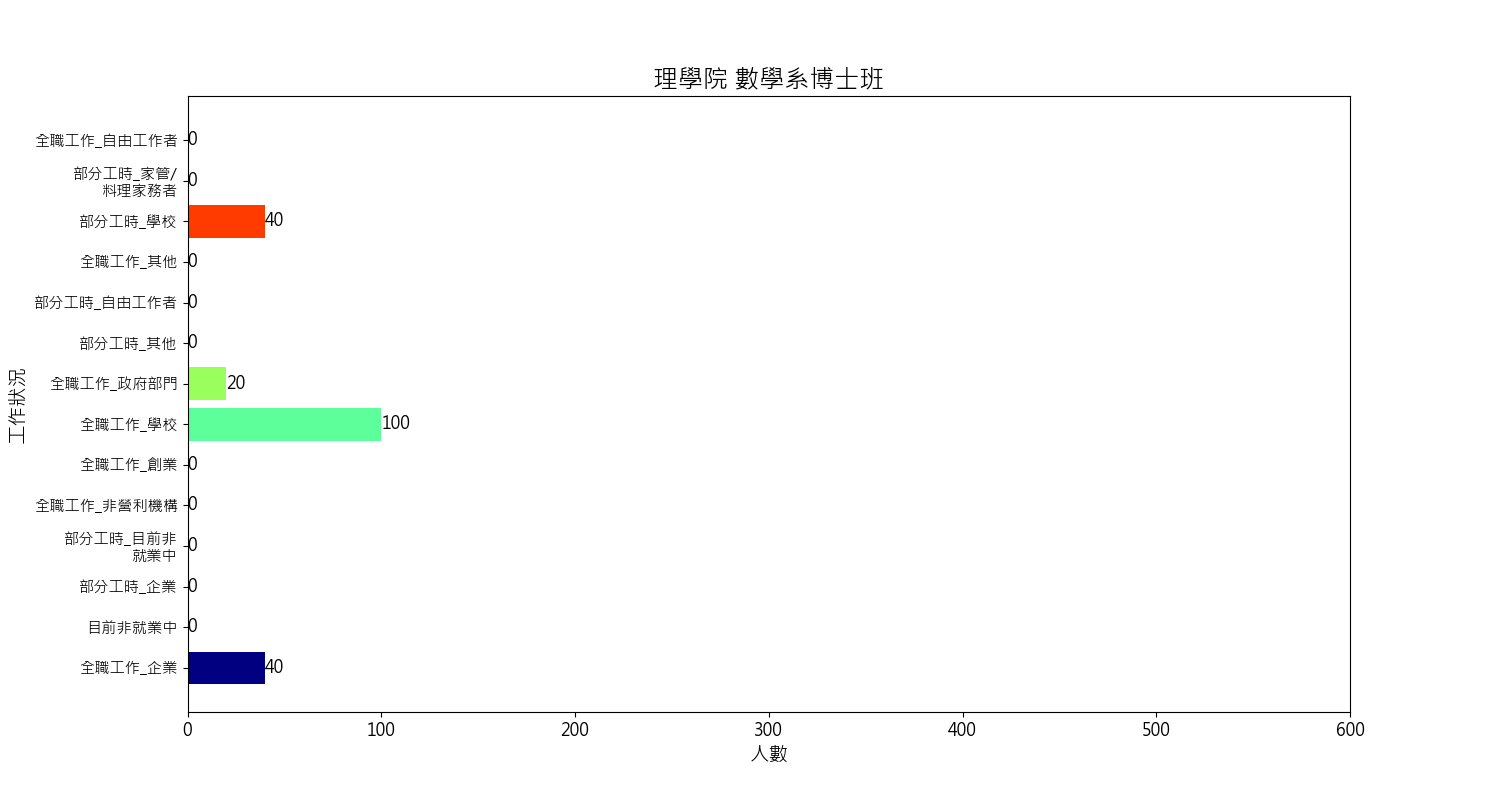 理學院 數學系博士班
工作狀況
全職工作_自由工作者 0
部分工時_家管/
料理家務者 0
部分工時_學校 40
全職工作_其他 0
部分工時_自由工作者 0
部分工時_其他 0
全職工作_政府部門 20
全職工作_學校 100
全職工作_創業 0
全職工作_非營利機構 0
部分工時_目前非
就業中 0
部分工時_企業 0
目前非就業中 0
全職工作_企業 40
0 100 200 300 400 500 600
人數